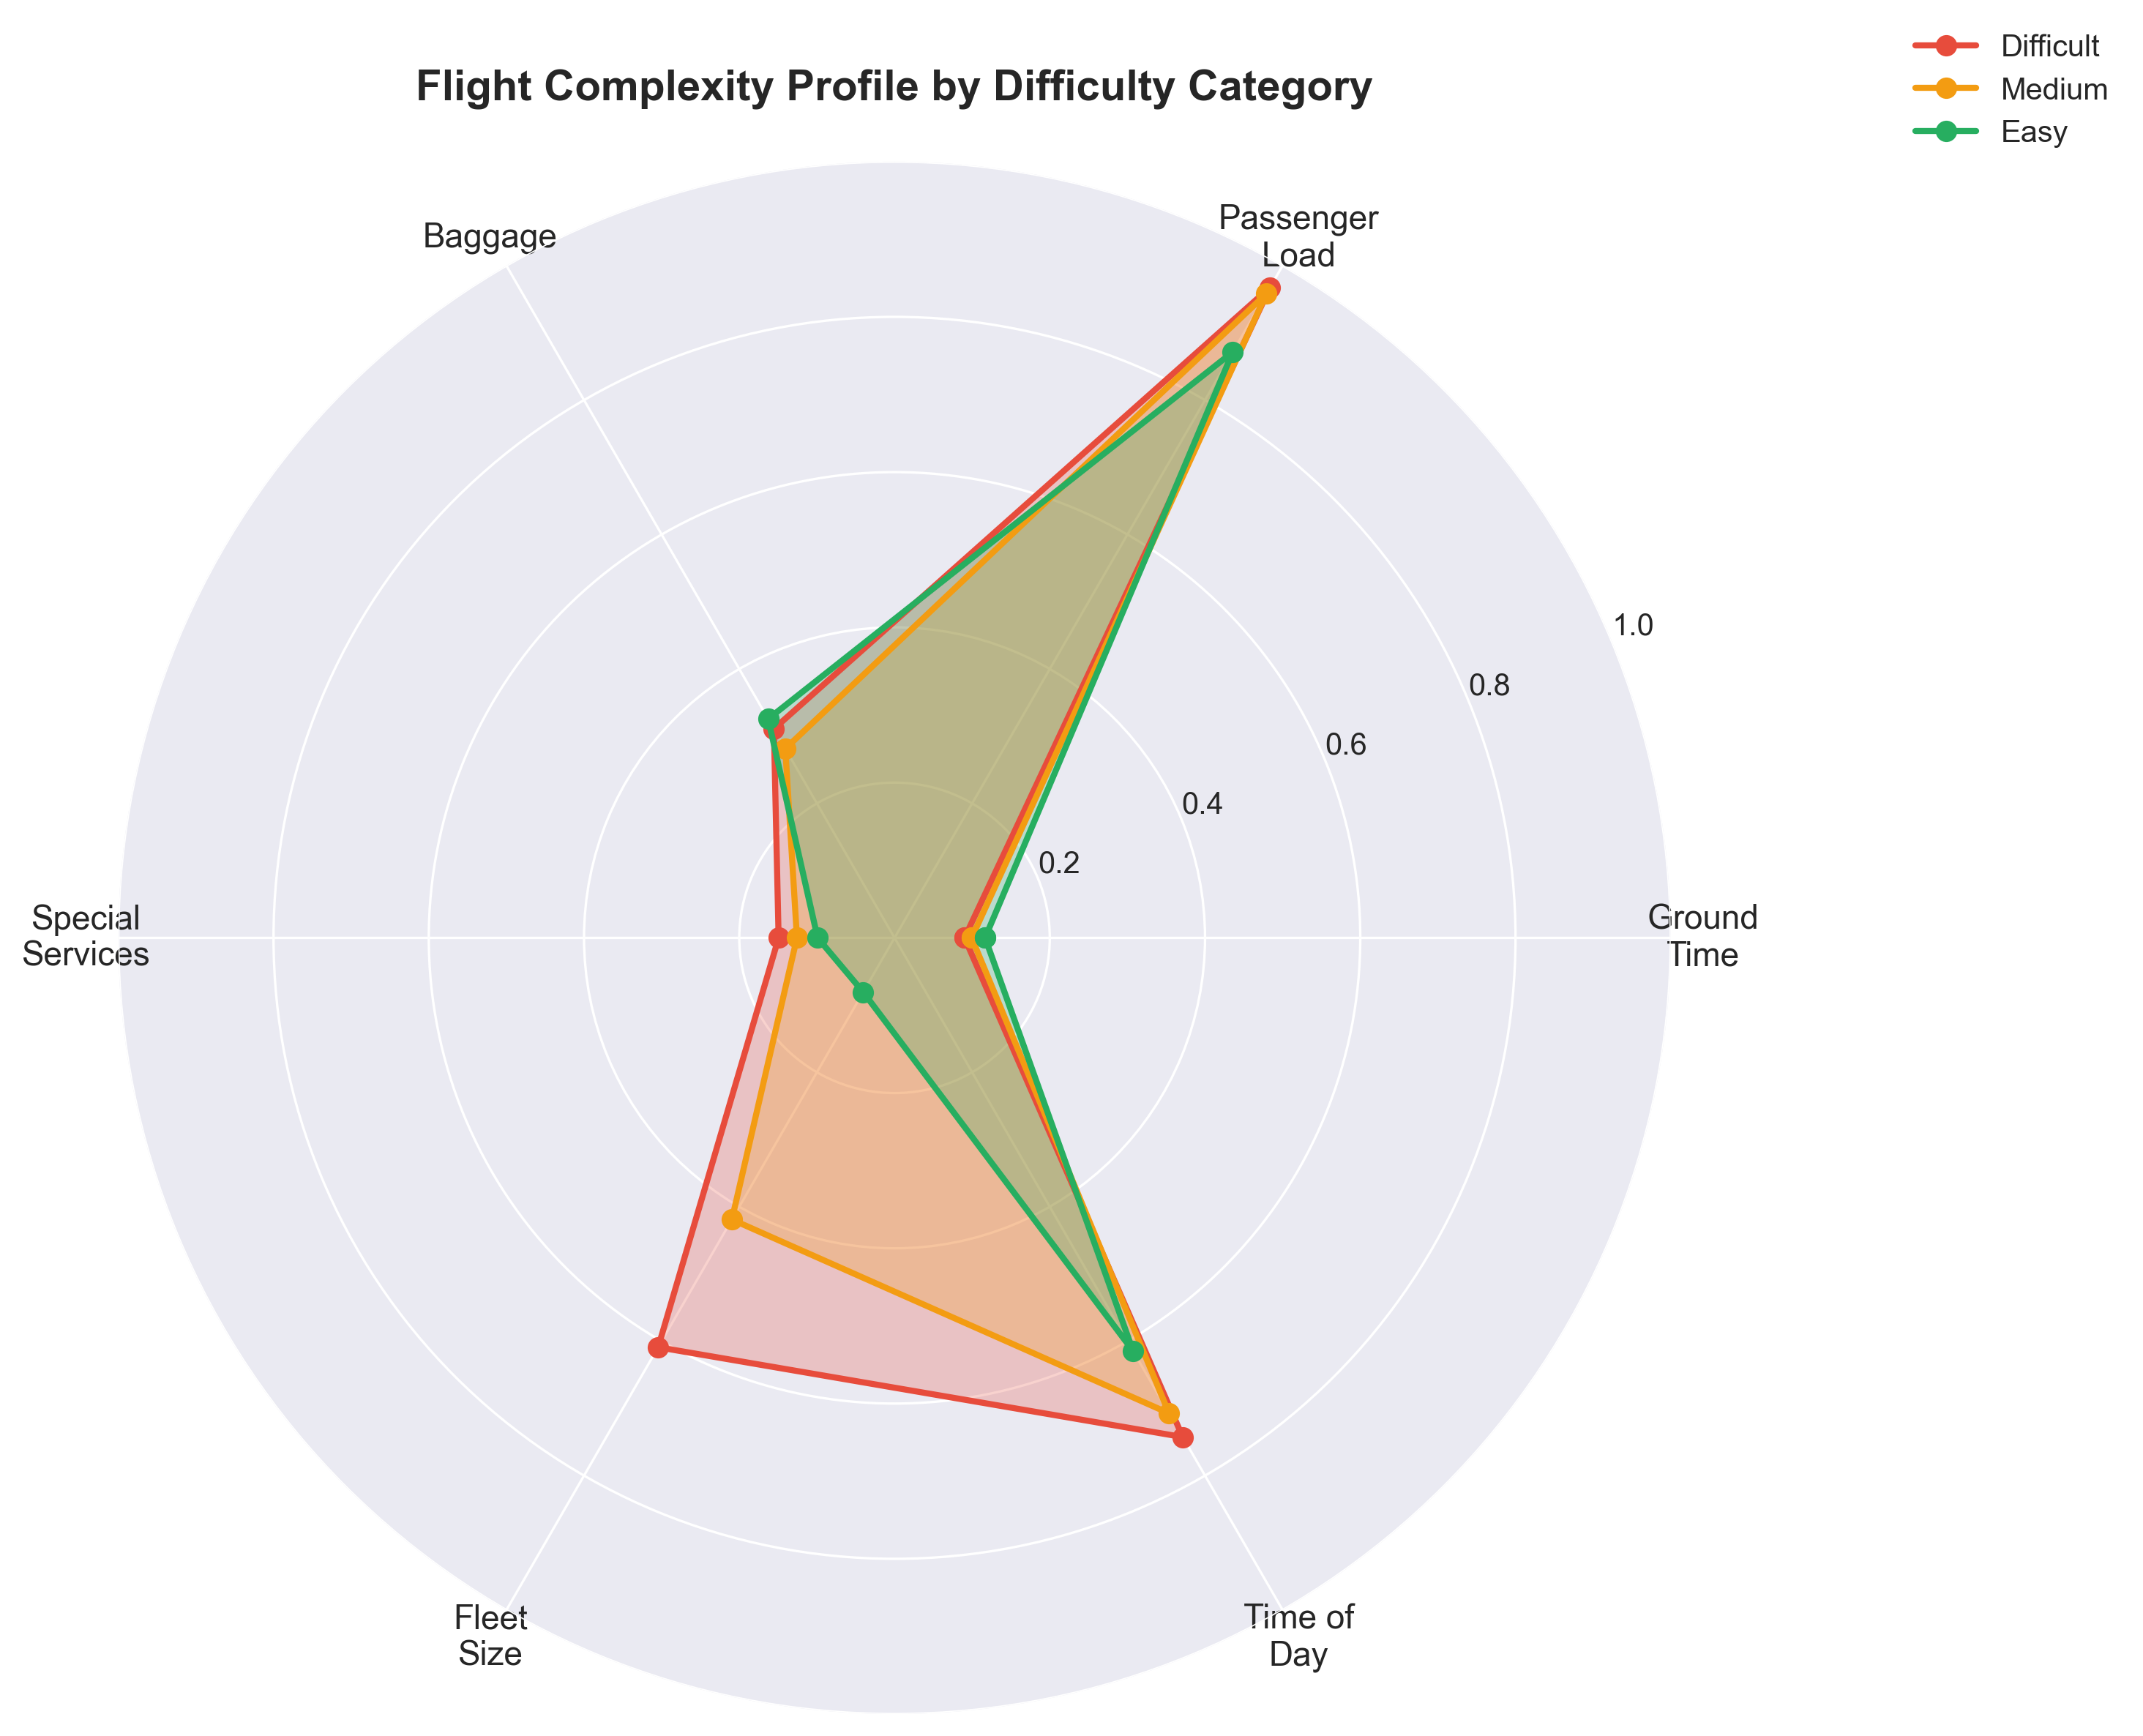 Flight Complexity Profile by Difficulty Category
Difficult
Medium
Easy
Passenger
Load
Baggage
Special
Services
Fleet
Size
Time of
Day
Ground
Time
1.0
0.8
0.6
0.4
0.2